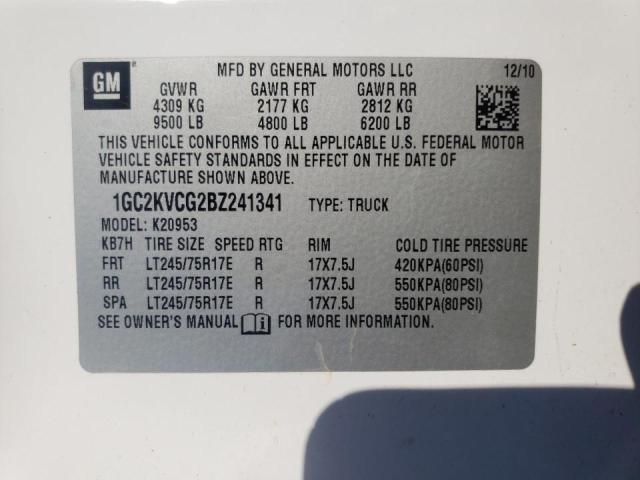 GM
MFD BY GENERAL MOTORS LLC 12/10
GVWR GAWR FRT GAWR RR
4309 KG 2177 KG 2812 KG
9500 LB 4800 LB 6200 LB
THIS VEHICLE CONFORMS TO ALL APPLICABLE U.S. FEDERAL MOTOR
VEHICLE SAFETY STANDARDS IN EFFECT ON THE DATE OF
MANUFACTURE SHOWN ABOVE.
1GC2KVCG2BZ241341 TYPE: TRUCK
MODEL: K20953
KB7H TIRE SIZE SPEED RTG RIM COLD TIRE PRESSURE
FRT LT245/75R17E R 17X7.5J 420KPA(60PSI)
RR LT245/75R17E R 17X7.5J 550KPA(80PSI)
SPA LT245/75R17E R 17X7.5J 550KPA(80PSI)
SEE OWNER'S MANUAL FOR MORE INFORMATION.